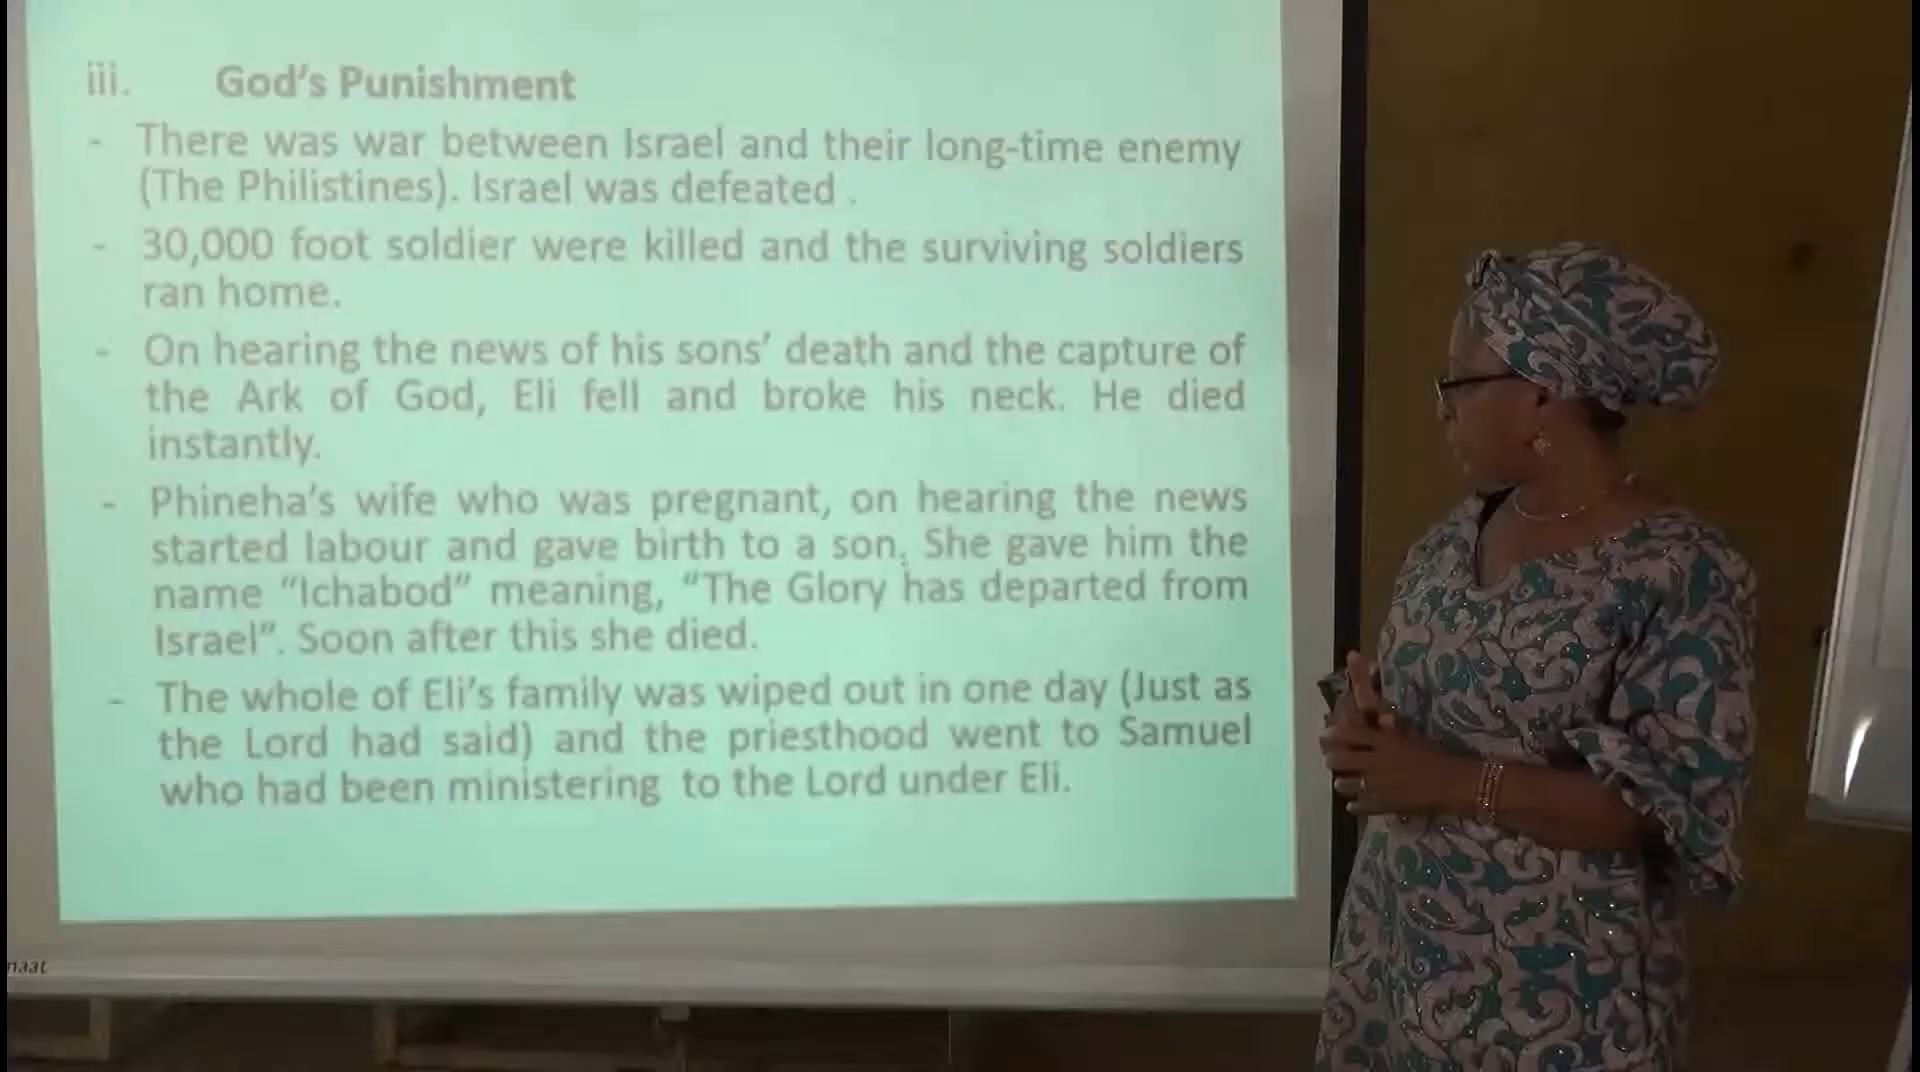 iii. God's Punishment
- There was war between Israel and their long-time enemy
(The Philistines). Israel was defeated .
- 30,000 foot soldier were killed and the surviving soldiers
ran home.
- On hearing the news of his sons' death and the capture of
the Ark of God, Eli fell and broke his neck. He died
instantly.
- Phineha's wife who was pregnant, on hearing the news
started labour and gave birth to a son. She gave him the
name "Ichabod" meaning, "The Glory has departed from
Israel". Soon after this she died.
- The whole of Eli's family was wiped out in one day (Just as
the Lord had said) and the priesthood went to Samuel
who had been ministering to the Lord under Eli.